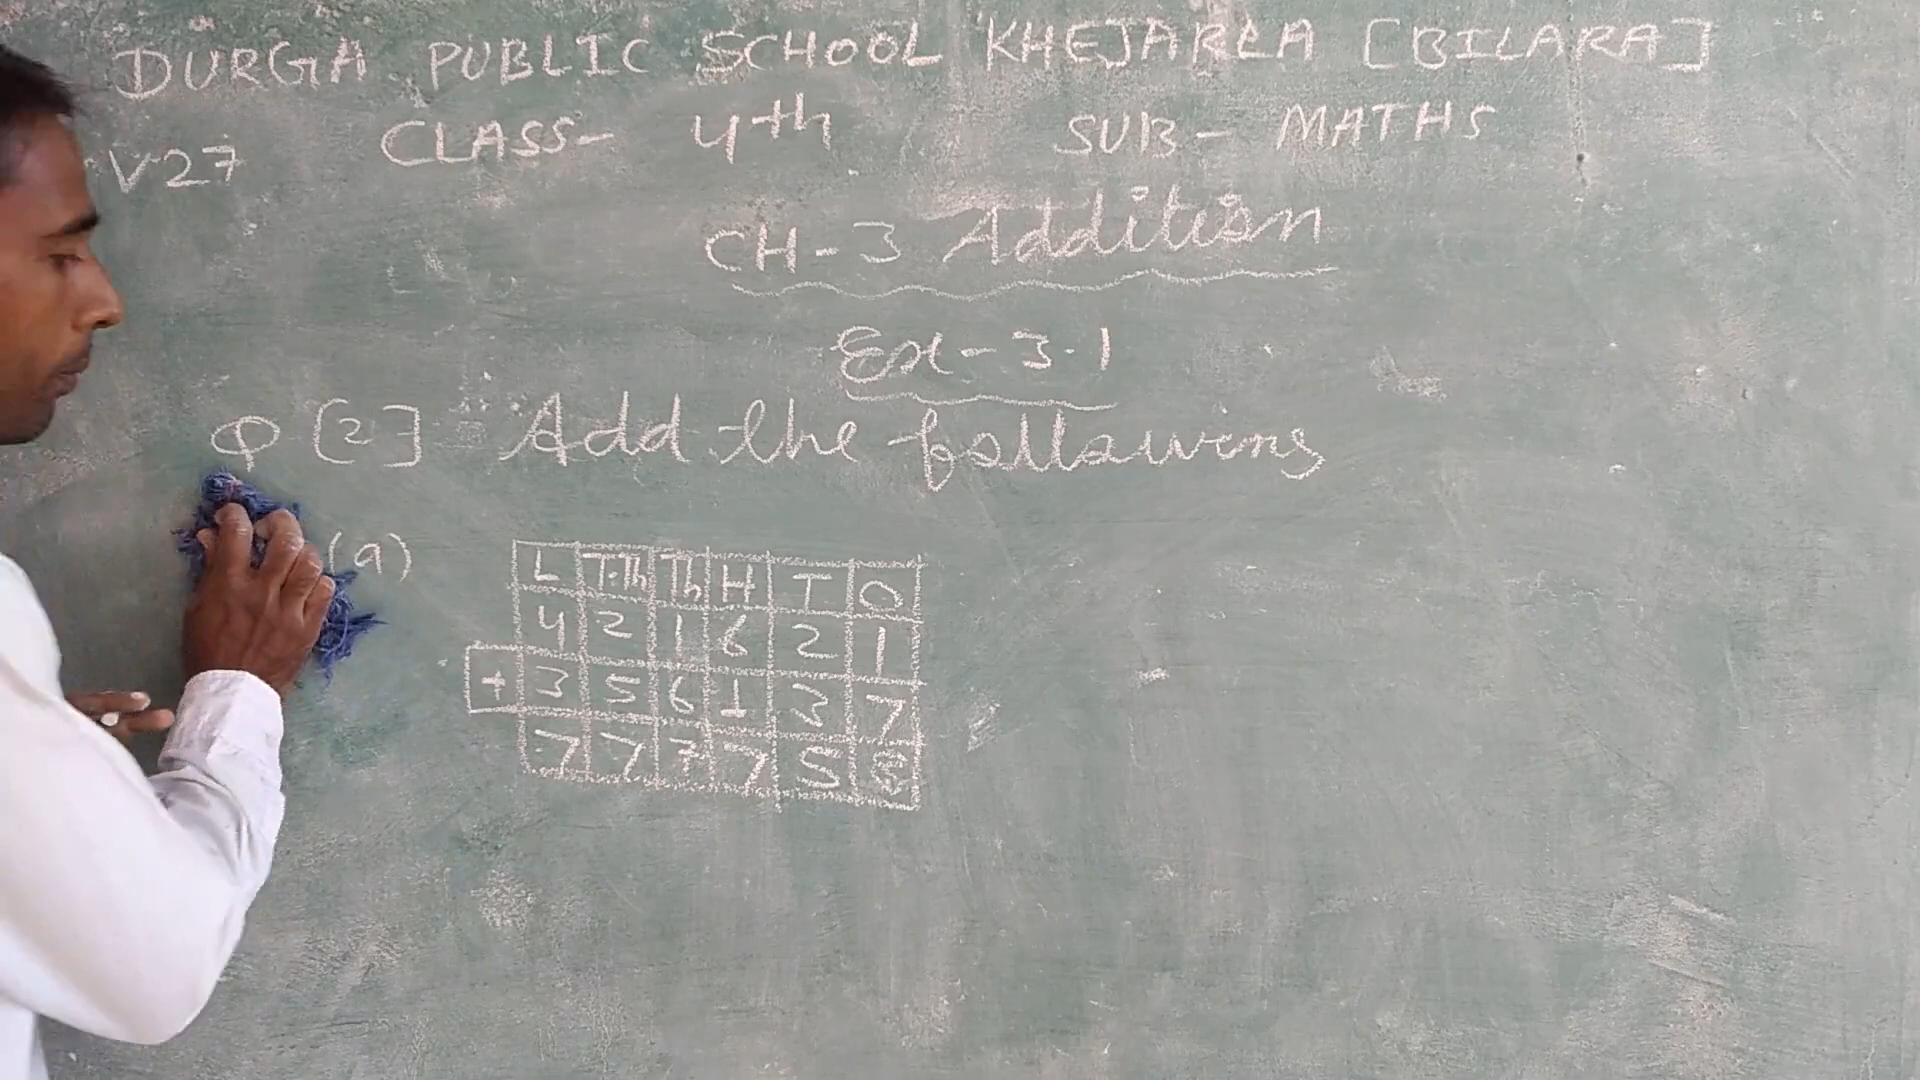 DURGA PUBLIC SCHOOL KHEJARLA [BILARA]
V27 CLASS- 4th SUB- MATHS
CH-3 Addition
Ex-3.1
Q [2] Add the following
(a)
L T.Th Th H T O
4 2 1 6 2 1
+ 3 5 6 1 3 7
7 7 7 7 5 8